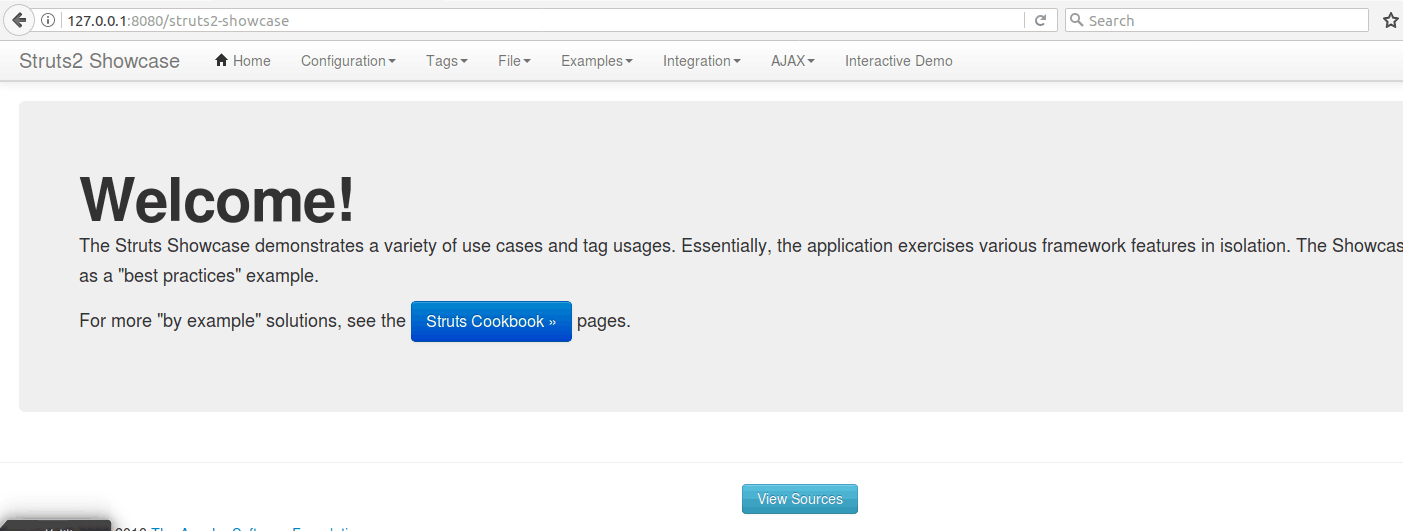 127.0.0.1:8080/struts2-showcase
Search
Struts2 Showcase Home Configuration Tags File Examples Integration AJAX Interactive Demo
Welcome!
The Struts Showcase demonstrates a variety of use cases and tag usages. Essentially, the application exercises various framework features in isolation. The Showcas
as a "best practices" example.
For more "by example" solutions, see the Struts Cookbook » pages.
View Sources